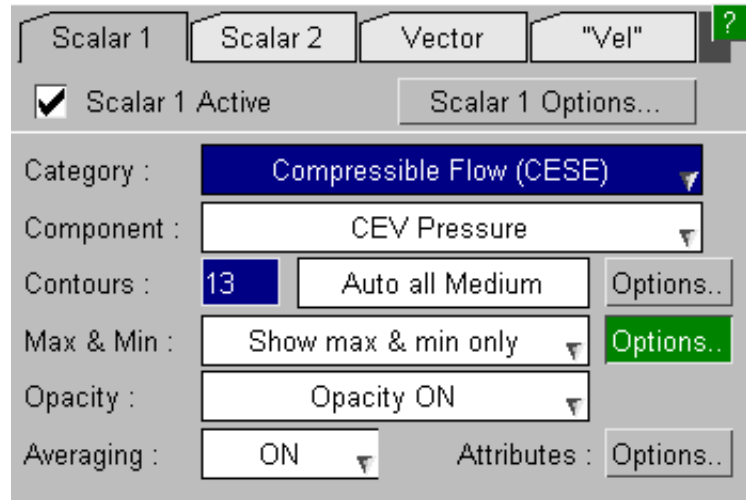 Scalar 1 Scalar 2 Vector "Vel" ?
Scalar 1 Active Scalar 1 Options...
Category : Compressible Flow (CESE)
Component : CEV Pressure
Contours : 13 Auto all Medium Options..
Max & Min : Show max & min only Options..
Opacity : Opacity ON
Averaging : ON Attributes : Options..